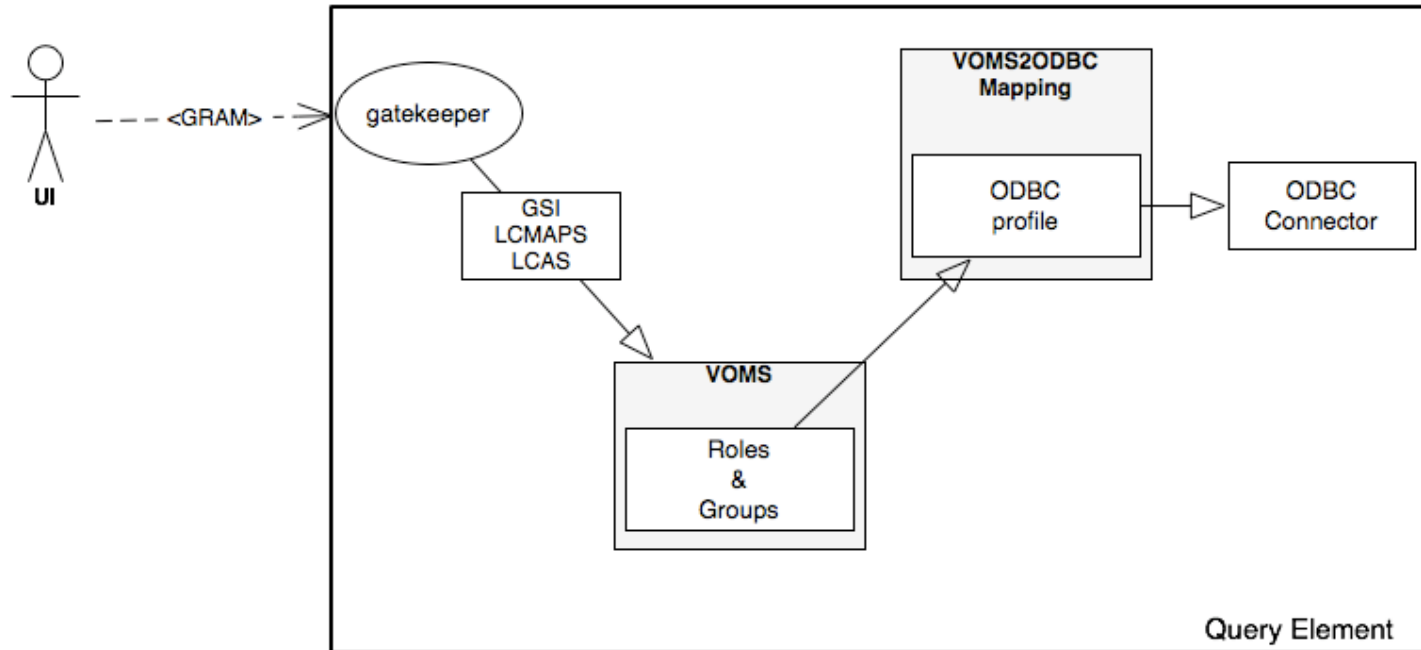 UI
<GRAM>
gatekeeper
GSI
LCMAPS
LCAS
VOMS
Roles
&
Groups
VOMS2ODBC
Mapping
ODBC
profile
ODBC
Connector
Query Element